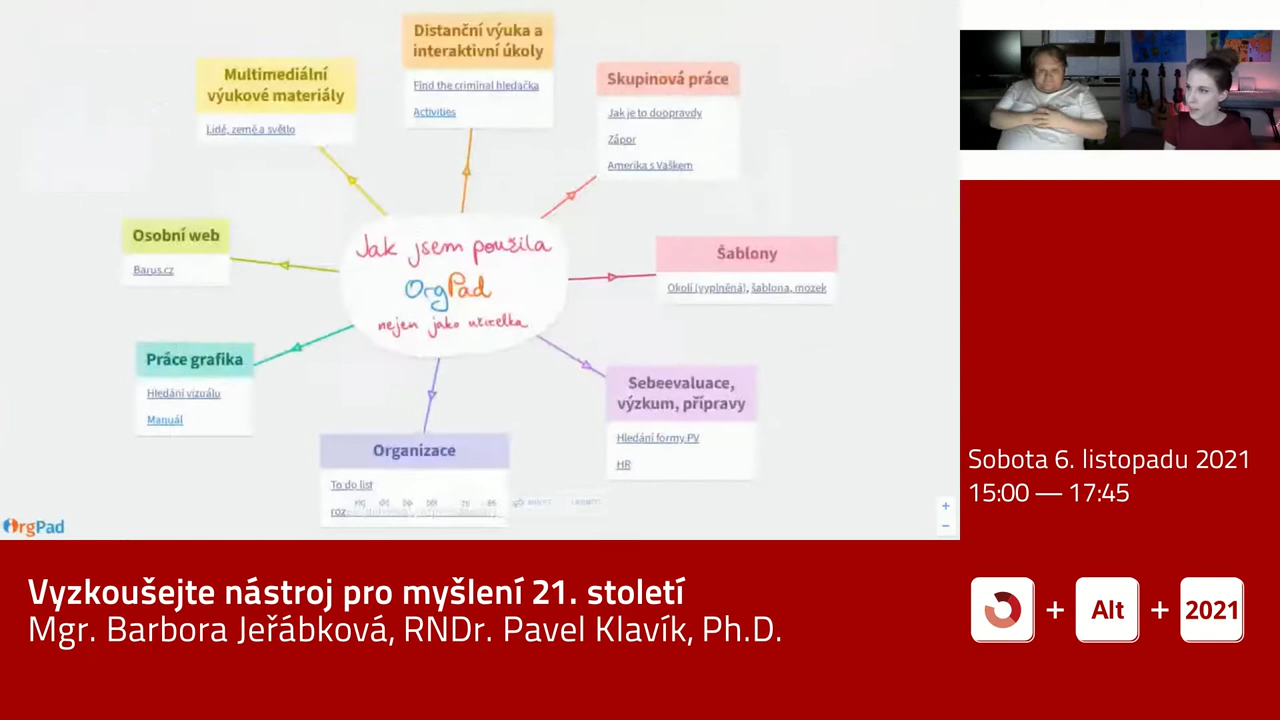 Distanční výuka a
interaktivní úkoly
Find the criminal hledačka
Activities
Multimediální
výukové materiály
Lidé, země a světlo
Skupinová práce
Jak je to doopravdy
Zápor
Amerika s Vaškem
Osobní web
Barus.cz
Jak jsem použila
OrgPad
nejen jako učitelka
Šablony
Okolí (vyplněná), šablona, mozek
Práce grafika
Hledání vizuálu
Manuál
Sebeevaluace,
výzkum, přípravy
Hledání formy PV
HR
Organizace
To do list
OrgPad
+
−
Sobota 6. listopadu 2021
15:00 — 17:45
Vyzkoušejte nástroj pro myšlení 21. století
Mgr. Barbora Jeřábková, RNDr. Pavel Klavík, Ph.D.
+ Alt + 2021